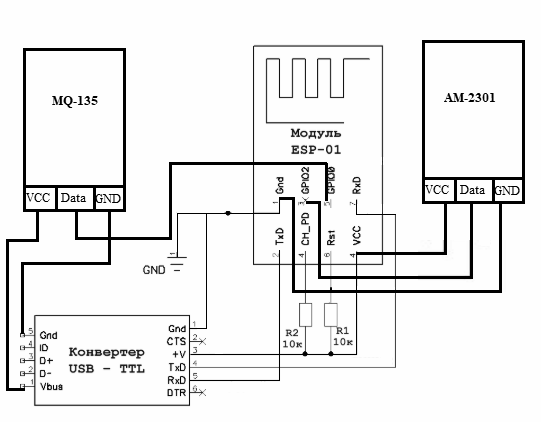 MQ-135
VCC
Data
GND
AM-2301
VCC
Data
GND
Модуль
ESP-01
Gnd
GPIO2
GPIO0
RxD
1
3
5
7
TxD
CH_PD
Rst
VCC
2
4
6
4
GND
R2
10к
R1
10к
Конвертер
USB - TTL
5 Gnd
4 ID
3 D+
2 D-
1 Vbus
Gnd 1
CTS 2
+V 3
TxD 4
RxD 5
DTR 6